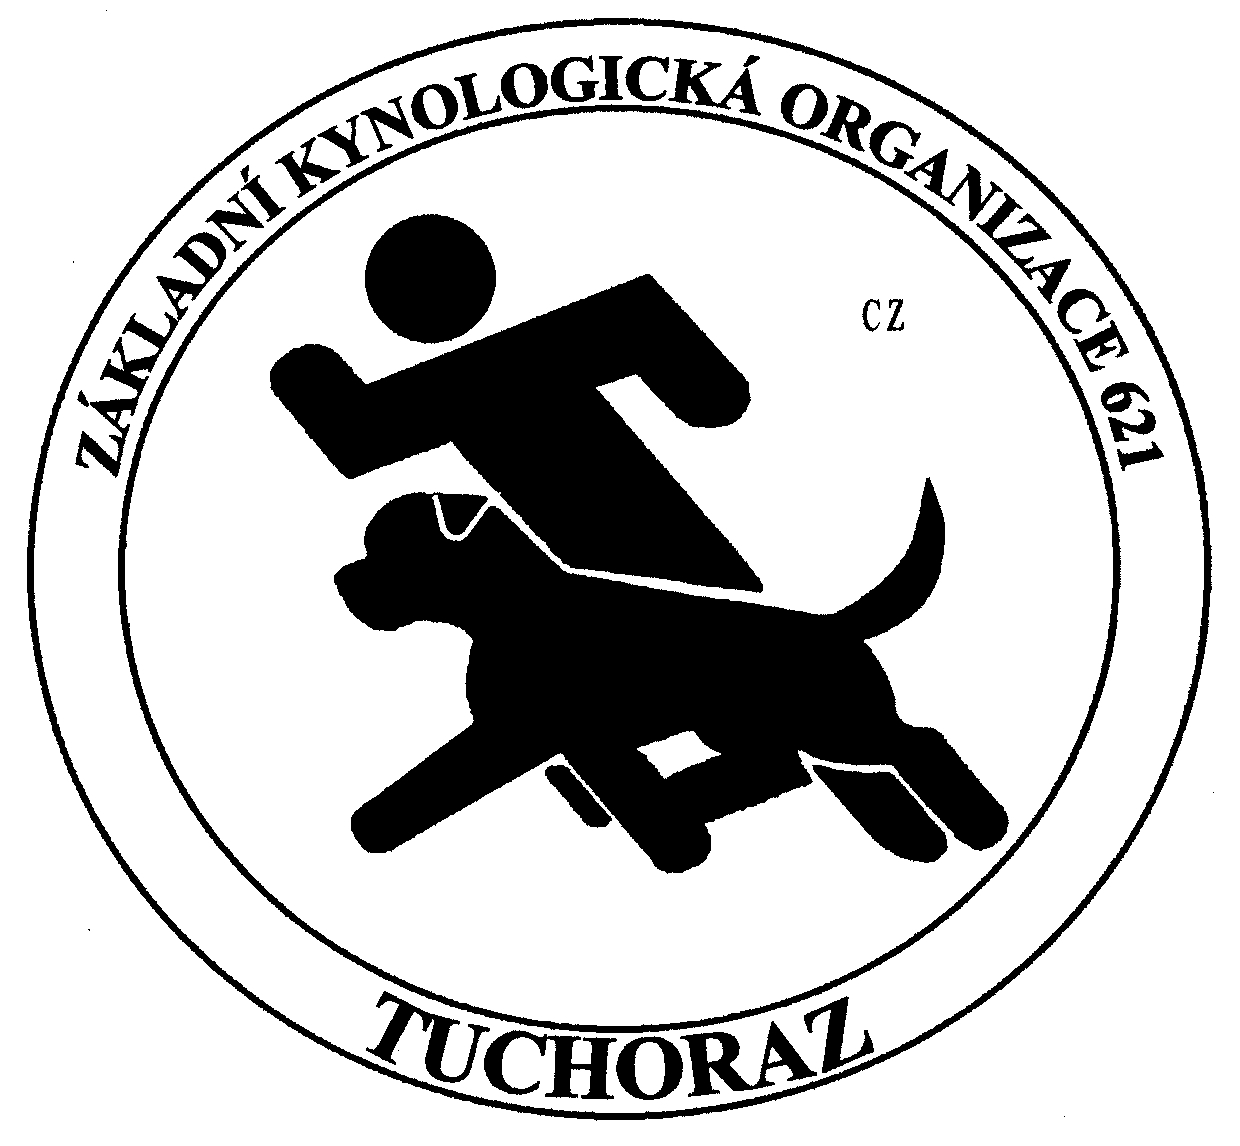 ZÁKLADNÍ KYNOLOGICKÁ ORGANIZACE 621
CZ
TUCHORAZ